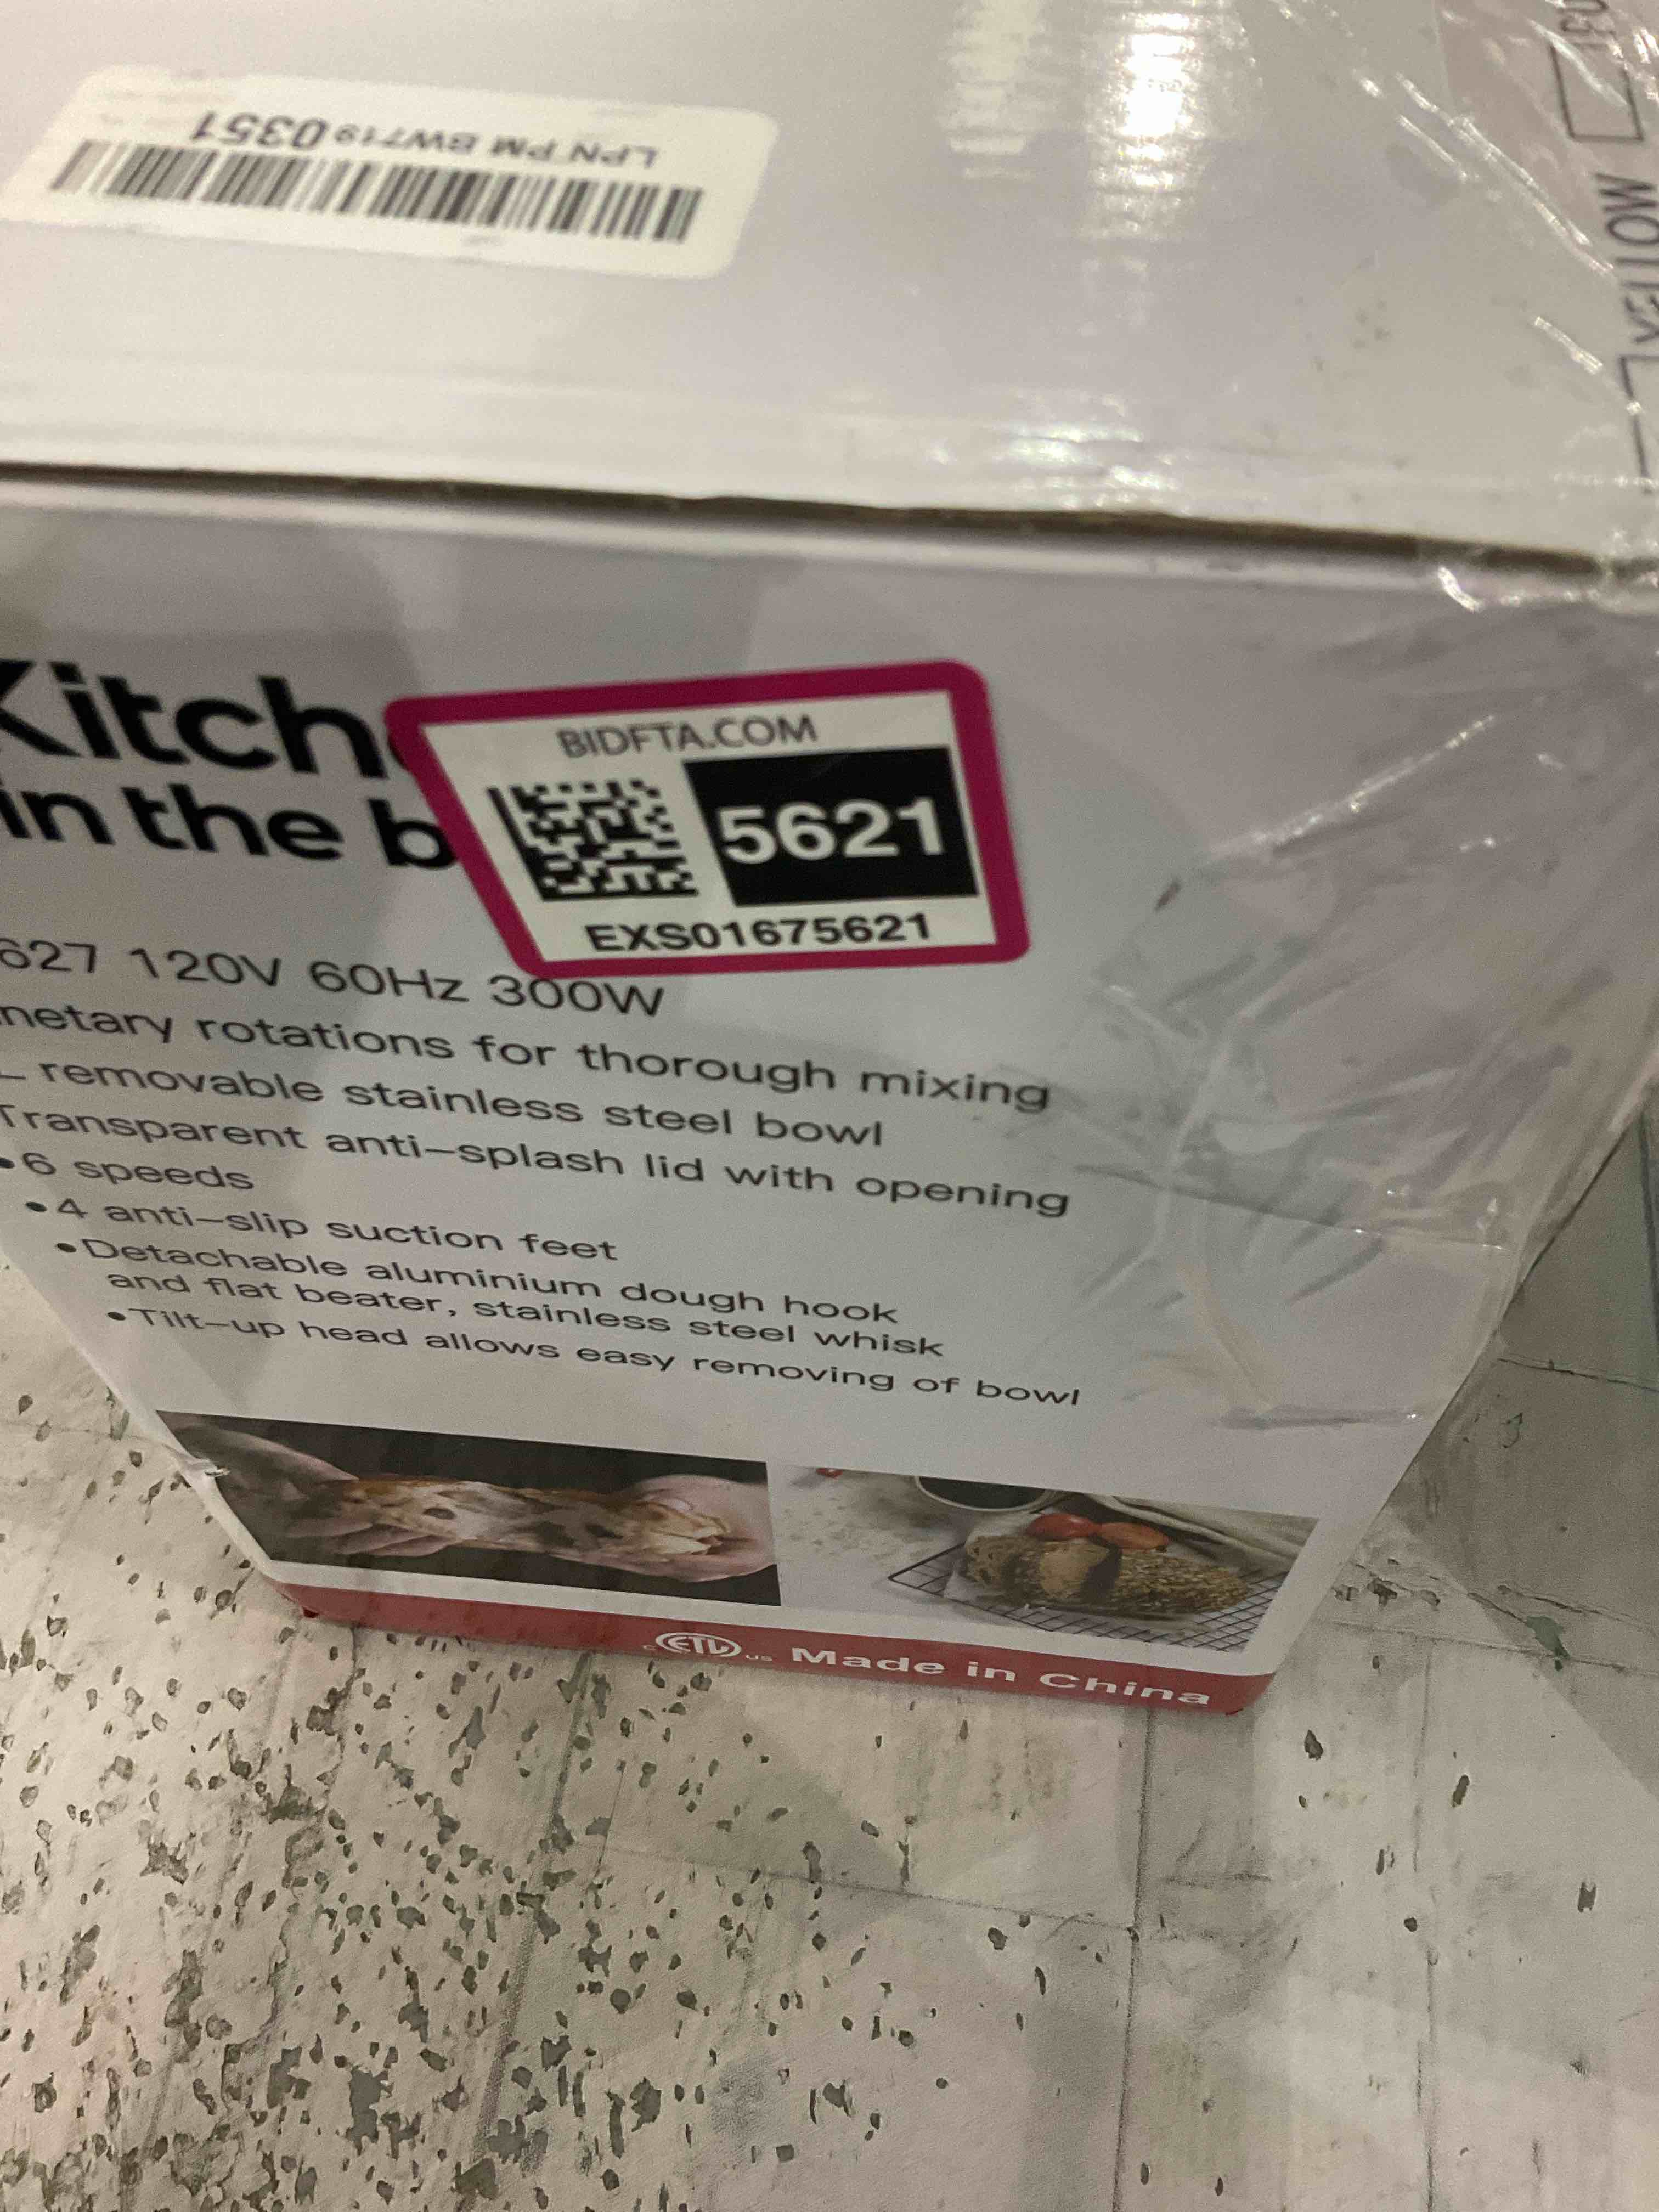 LPN PM BW719 0351
YELLOW
Kitch
in the b
BIDFTA.COM
5621
EXS01675621
627 120V 60Hz 300W
netary rotations for thorough mixing
L removable stainless steel bowl
Transparent anti-splash lid with opening
•6 speeds
•4 anti-slip suction feet
•Detachable aluminium dough hook
and flat beater, stainless steel whisk
•Tilt-up head allows easy removing of bowl
c ETL us Made in China